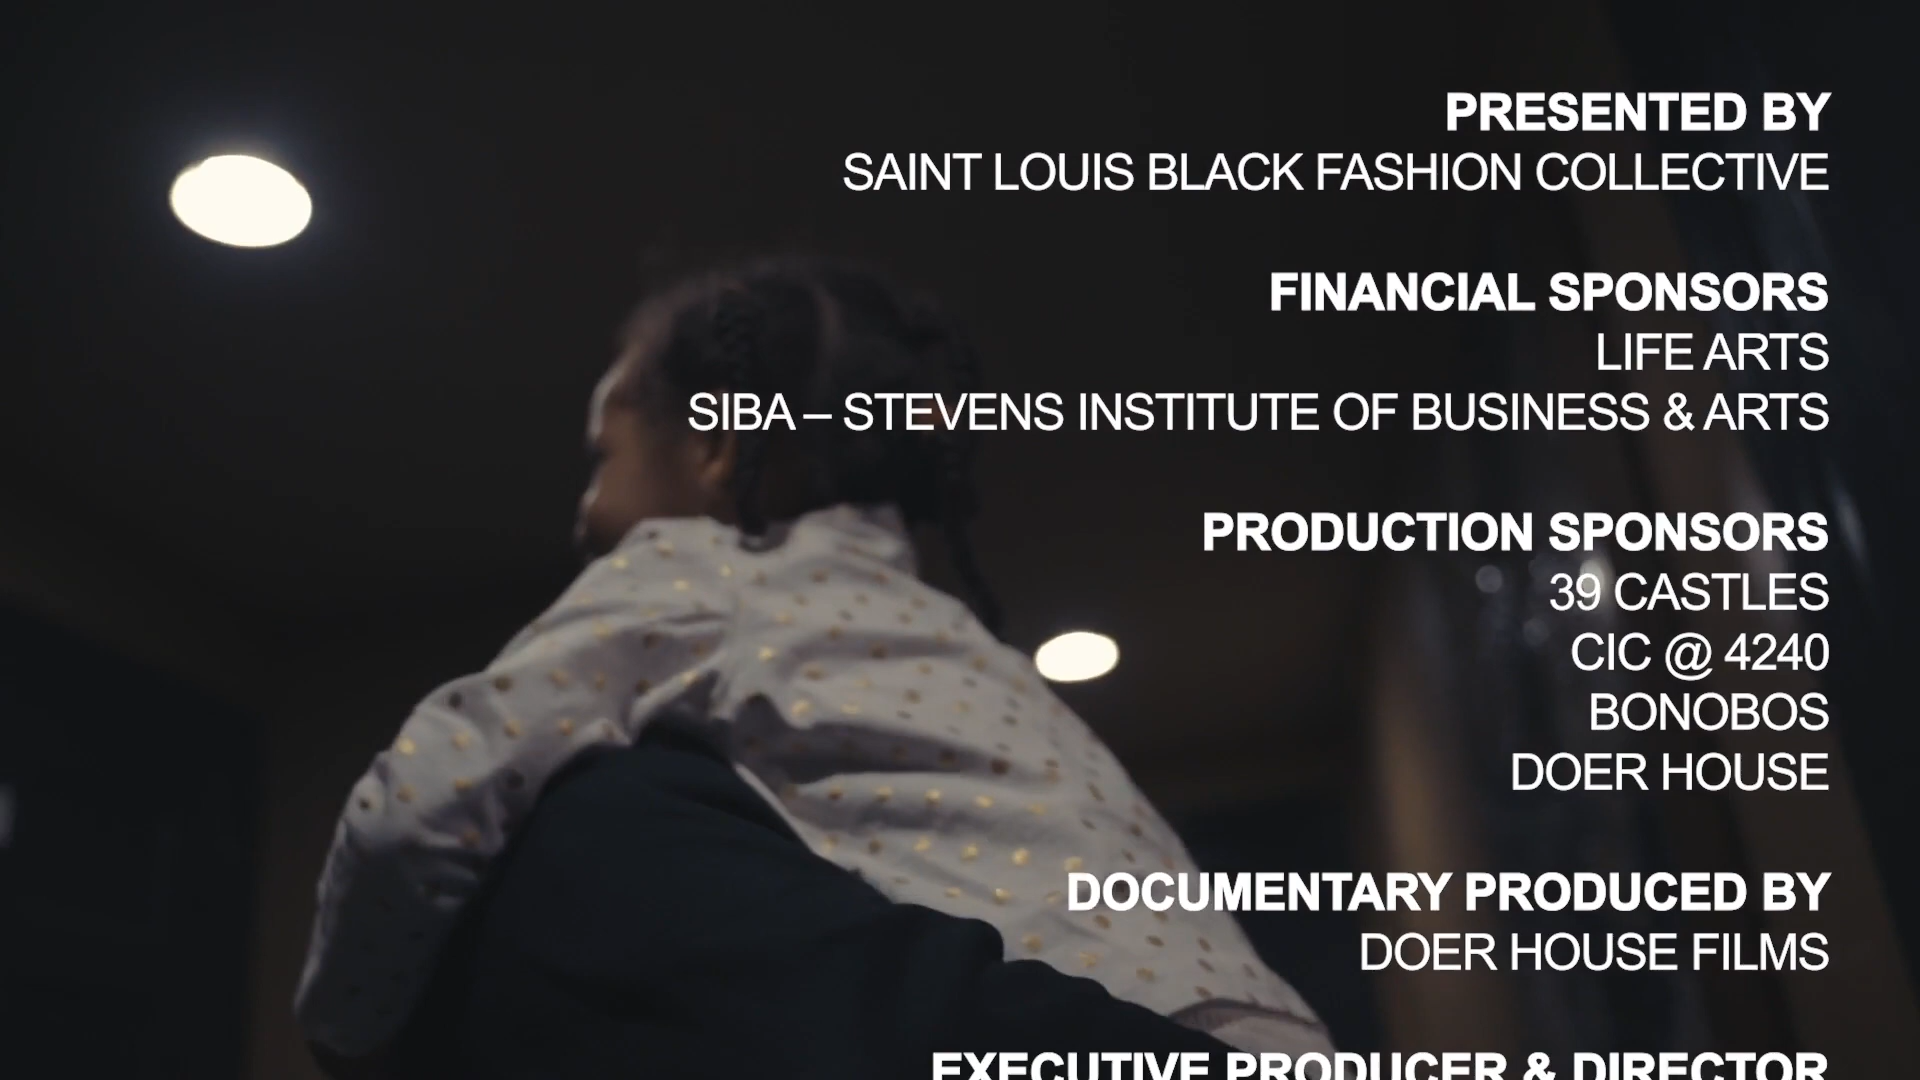 PRESENTED BY
SAINT LOUIS BLACK FASHION COLLECTIVE
FINANCIAL SPONSORS
LIFE ARTS
SIBA – STEVENS INSTITUTE OF BUSINESS & ARTS
PRODUCTION SPONSORS
39 CASTLES
CIC @ 4240
BONOBOS
DOER HOUSE
DOCUMENTARY PRODUCED BY
DOER HOUSE FILMS
EXECUTIVE PRODUCER & DIRECTOR